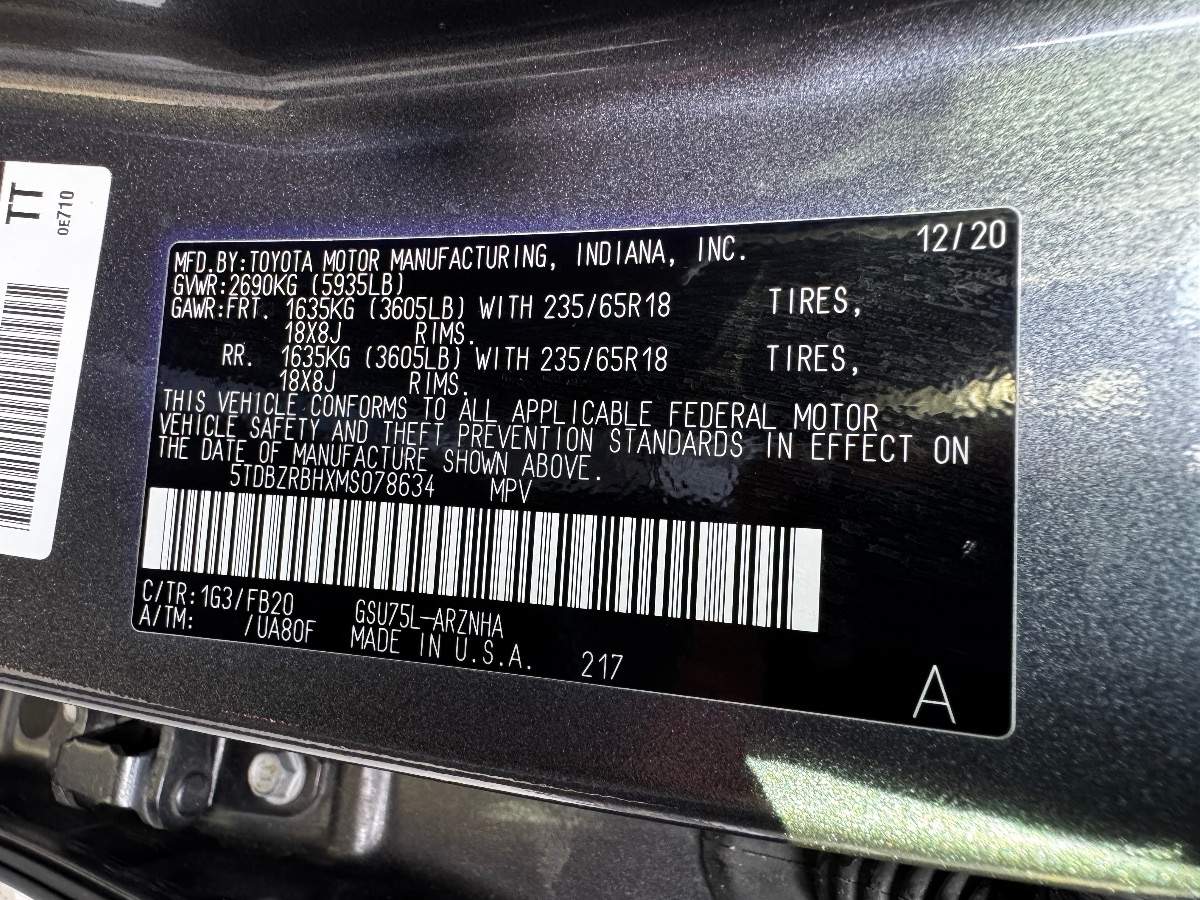 TT
0E710
12/20
MFD.BY:TOYOTA MOTOR MANUFACTURING, INDIANA, INC.
GVWR:2690KG (5935LB)
GAWR:FRT. 1635KG (3605LB) WITH 235/65R18 TIRES,
18X8J RIMS.
RR. 1635KG (3605LB) WITH 235/65R18 TIRES,
18X8J RIMS.
THIS VEHICLE CONFORMS TO ALL APPLICABLE FEDERAL MOTOR
VEHICLE SAFETY AND THEFT PREVENTION STANDARDS IN EFFECT ON
THE DATE OF MANUFACTURE SHOWN ABOVE.
5TDBZRBHXMS078634 MPV
C/TR:1G3/FB20 GSU75L-ARZNHA
A/TM: /UA80F MADE IN U.S.A. 217
A